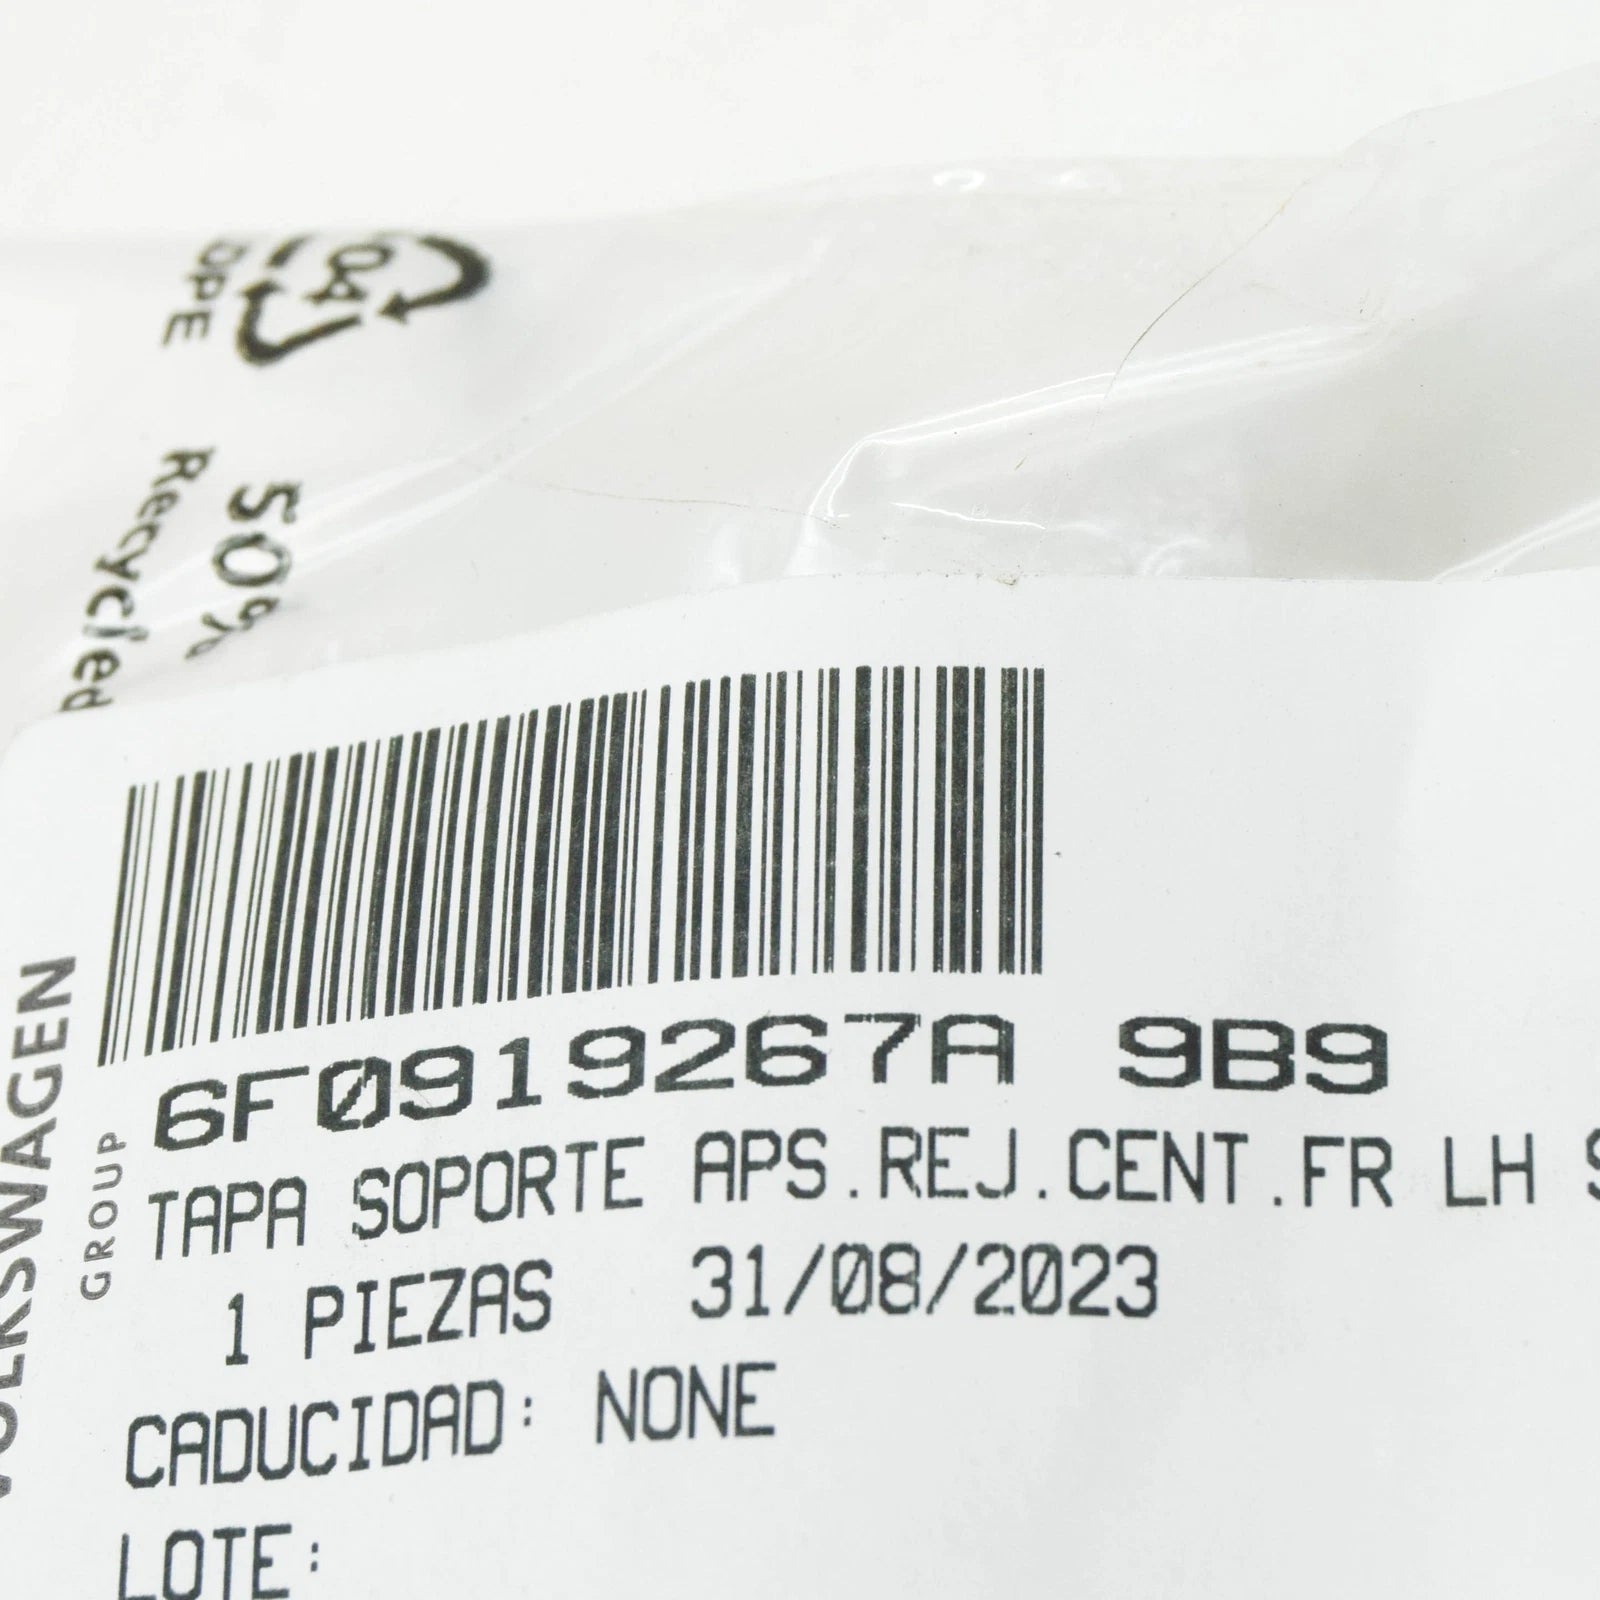 04
DPE
50%
Recycled
VOLKSWAGEN
GROUP
6F0919267A 9B9
TAPA SOPORTE APS.REJ.CENT.FR LH S
1 PIEZAS 31/08/2023
CADUCIDAD: NONE
LOTE: